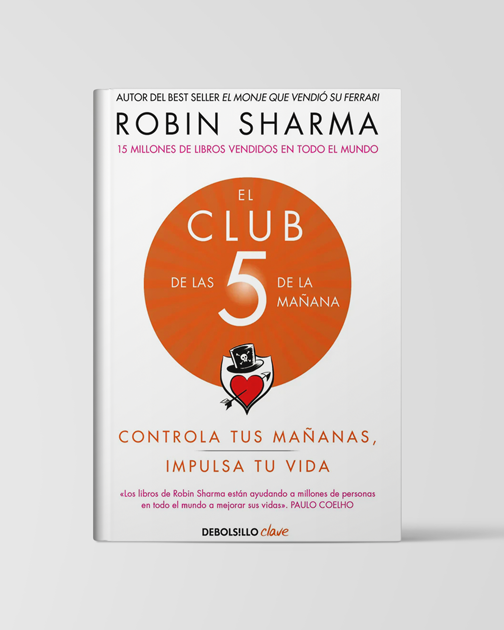 AUTOR DEL BEST SELLER EL MONJE QUE VENDIÓ SU FERRARI
ROBIN SHARMA
15 MILLONES DE LIBROS VENDIDOS EN TODO EL MUNDO
EL
CLUB
DE LAS 5 DE LA
MAÑANA
CONTROLA TUS MAÑANAS,
IMPULSA TU VIDA
«Los libros de Robin Sharma están ayudando a millones de personas
en todo el mundo a mejorar sus vidas». PAULO COELHO
DEBOLS!LLO clave